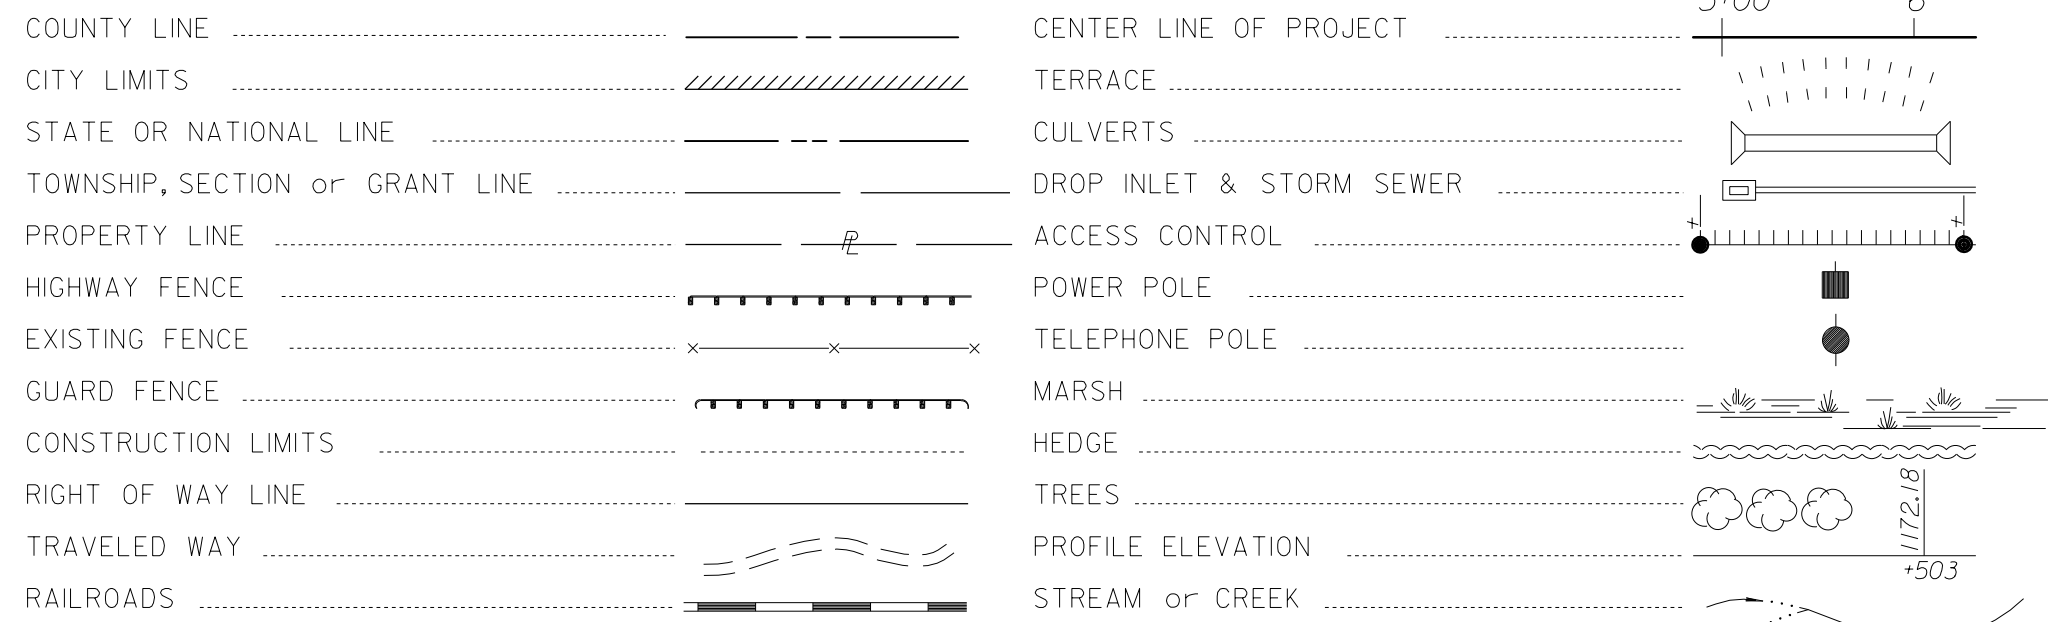 COUNTY LINE
CITY LIMITS
STATE OR NATIONAL LINE
TOWNSHIP, SECTION or GRANT LINE
PROPERTY LINE
PL
HIGHWAY FENCE
EXISTING FENCE
GUARD FENCE
CONSTRUCTION LIMITS
RIGHT OF WAY LINE
TRAVELED WAY
RAILROADS
CENTER LINE OF PROJECT
TERRACE
CULVERTS
DROP INLET & STORM SEWER
ACCESS CONTROL
POWER POLE
TELEPHONE POLE
MARSH
HEDGE
TREES
1172.18
PROFILE ELEVATION
+503
STREAM or CREEK